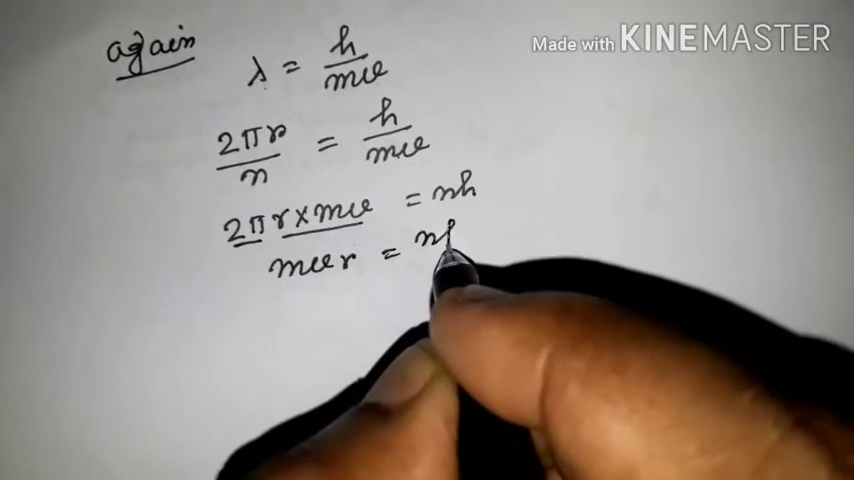 Made with KINEMASTER
again
λ = h/mv
2πr/n = h/mv
2πr×mv = nh
mvr = nh